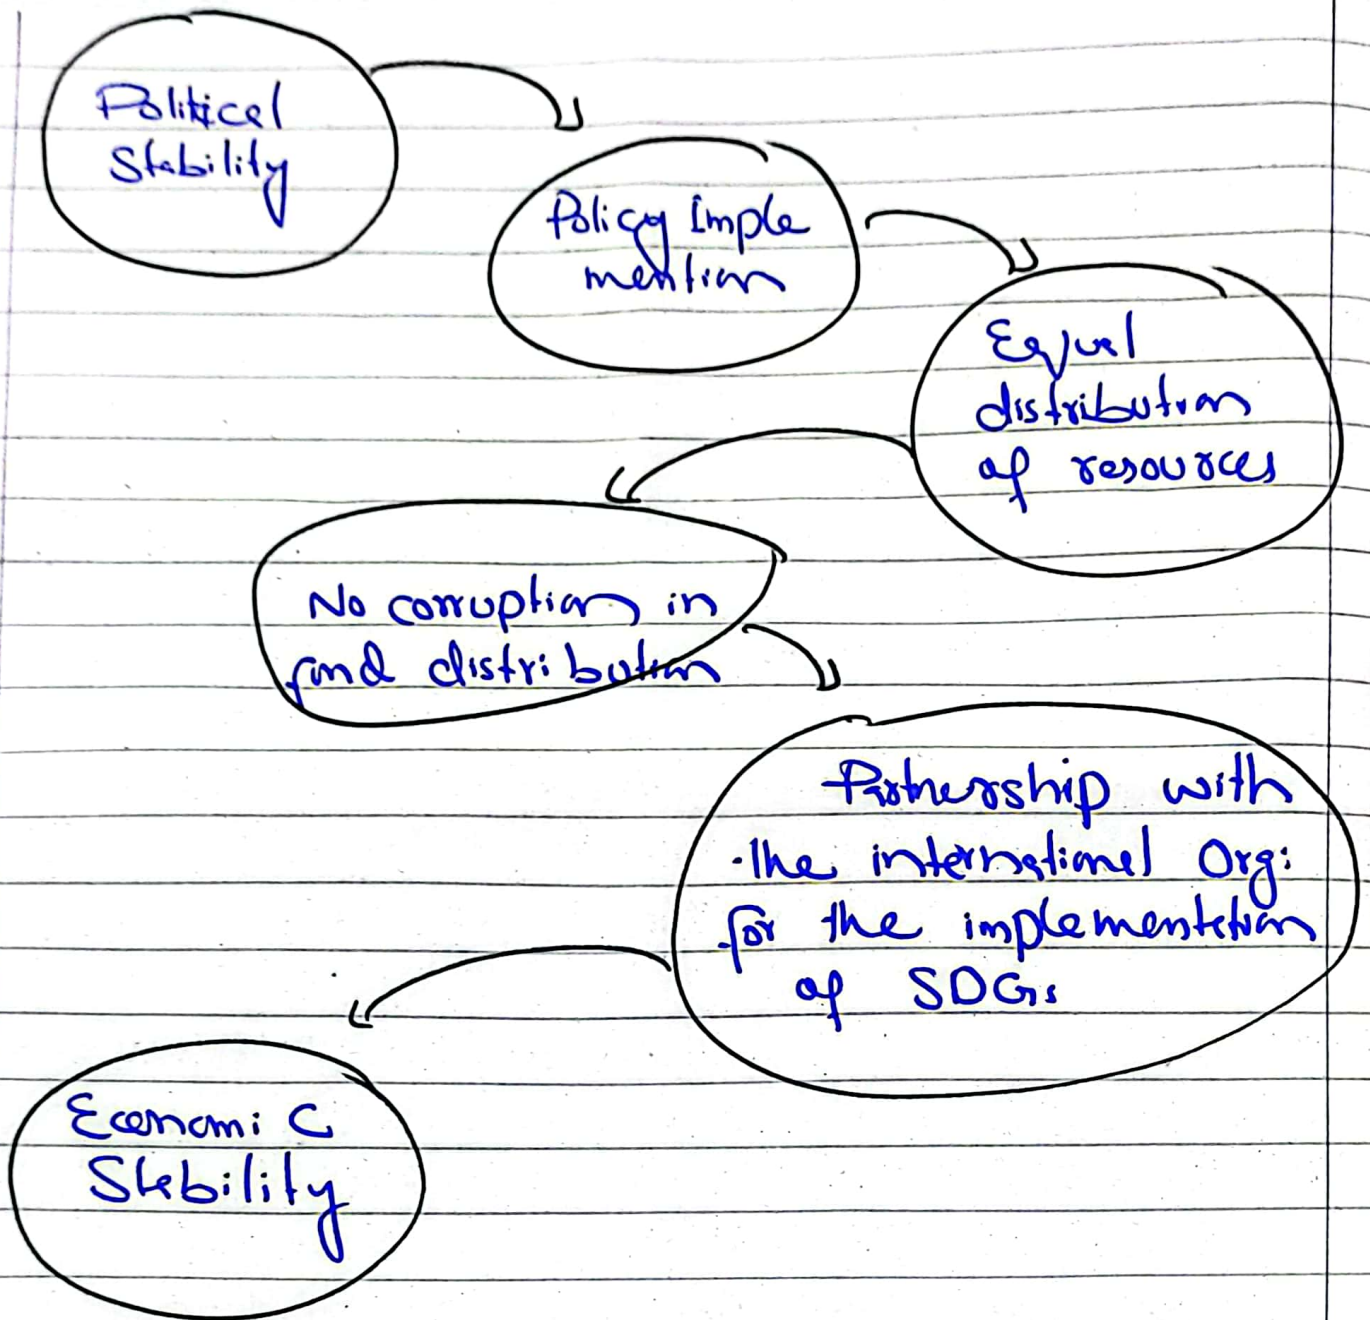 Political
Stability
Policy Imple
mention
Equal
distribution
of resources
No corruption in
fund distribution
Partnership with
the international Org:
for the implementation
of SDGs
Economic
Stability